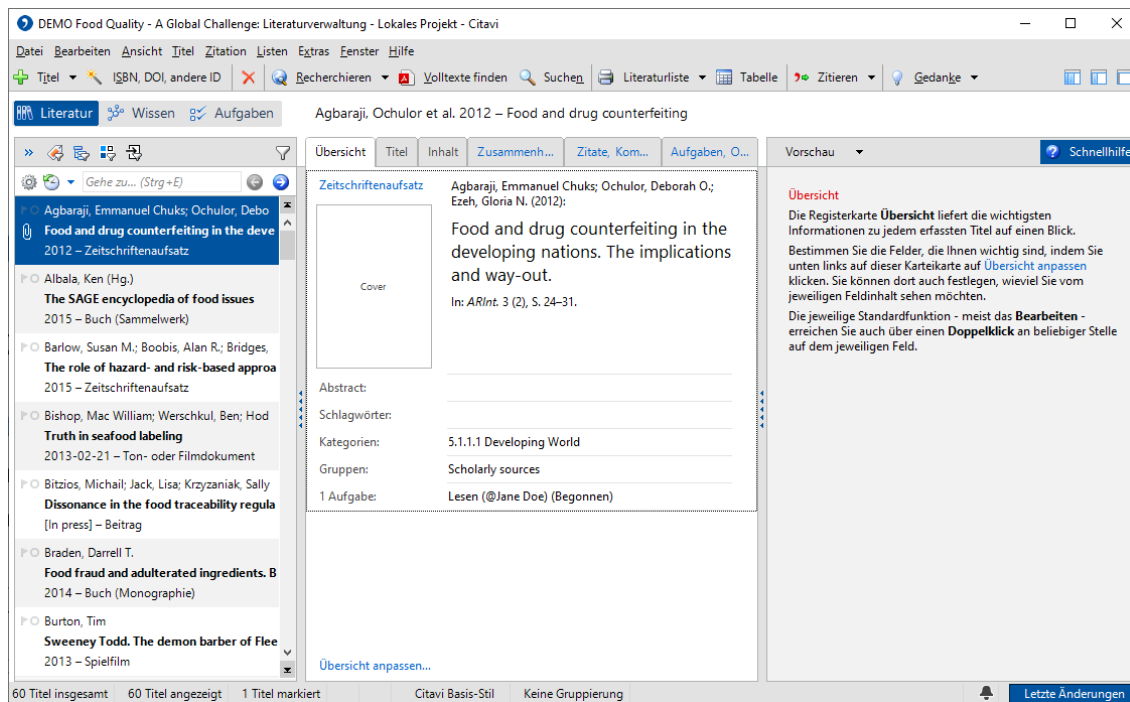 DEMO Food Quality - A Global Challenge: Literaturverwaltung - Lokales Projekt - Citavi
Datei Bearbeiten Ansicht Titel Zitation Listen Extras Fenster Hilfe
Titel ISBN, DOI, andere ID Recherchieren Volltexte finden Suchen Literaturliste Tabelle Zitieren Gedanke
Literatur Wissen Aufgaben Agbaraji, Ochulor et al. 2012 – Food and drug counterfeiting
Gehe zu... (Strg+E)
Agbaraji, Emmanuel Chuks; Ochulor, Debo
Food and drug counterfeiting in the deve
2012 – Zeitschriftenaufsatz
Albala, Ken (Hg.)
The SAGE encyclopedia of food issues
2015 – Buch (Sammelwerk)
Barlow, Susan M.; Boobis, Alan R.; Bridges,
The role of hazard- and risk-based approa
2015 – Zeitschriftenaufsatz
Bishop, Mac William; Werschkul, Ben; Hod
Truth in seafood labeling
2013-02-21 – Ton- oder Filmdokument
Bitzios, Michail; Jack, Lisa; Krzyzaniak, Sally
Dissonance in the food traceability regula
[In press] – Beitrag
Braden, Darrell T.
Food fraud and adulterated ingredients. B
2014 – Buch (Monographie)
Burton, Tim
Sweeney Todd. The demon barber of Flee
2013 – Spielfilm
Übersicht Titel Inhalt Zusammenh... Zitate, Kom... Aufgaben, O...
Zeitschriftenaufsatz
Agbaraji, Emmanuel Chuks; Ochulor, Deborah O.;
Ezeh, Gloria N. (2012):
Food and drug counterfeiting in the
developing nations. The implications
and way-out.
In: ARInt. 3 (2), S. 24–31.
Cover
Abstract:
Schlagwörter:
Kategorien: 5.1.1.1 Developing World
Gruppen: Scholarly sources
1 Aufgabe: Lesen (@Jane Doe) (Begonnen)
Übersicht anpassen...
Vorschau Schnellhilfe
Übersicht
Die Registerkarte Übersicht liefert die wichtigsten
Informationen zu jedem erfassten Titel auf einen Blick.
Bestimmen Sie die Felder, die Ihnen wichtig sind, indem Sie
unten links auf dieser Karteikarte auf Übersicht anpassen
klicken. Sie können dort auch festlegen, wieviel Sie vom
jeweiligen Feldinhalt sehen möchten.
Die jeweilige Standardfunktion - meist das Bearbeiten -
erreichen Sie auch über einen Doppelklick an beliebiger Stelle
auf dem jeweiligen Feld.
60 Titel insgesamt 60 Titel angezeigt 1 Titel markiert Citavi Basis-Stil Keine Gruppierung Letzte Änderungen